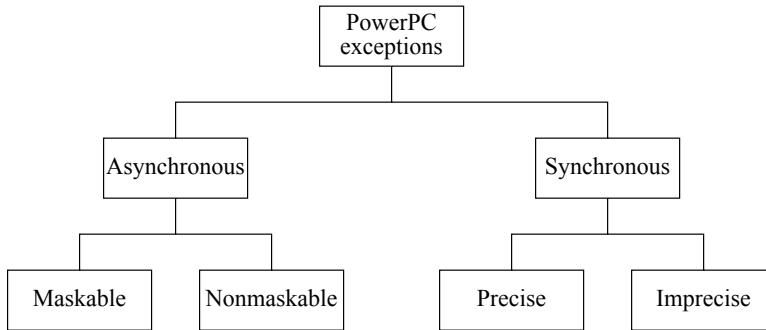 PowerPC
exceptions
Asynchronous
Synchronous
Maskable
Nonmaskable
Precise
Imprecise